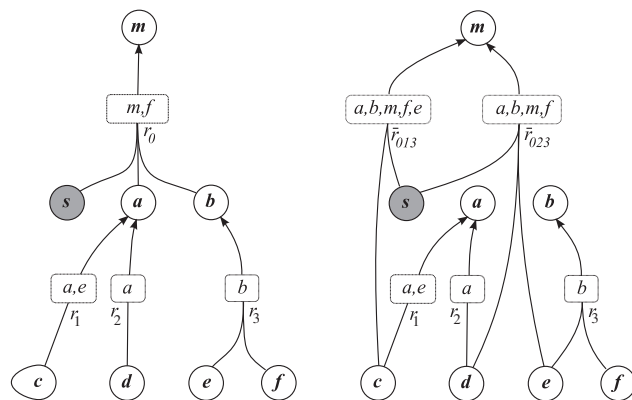 m
m,f
r0
s a b
a,e a b
r1 r2 r3
c d e f
m
a,b,m,f,e a,b,m,f
r̄013 r̄023
s a b
a,e a b
r1 r2 r3
c d e f